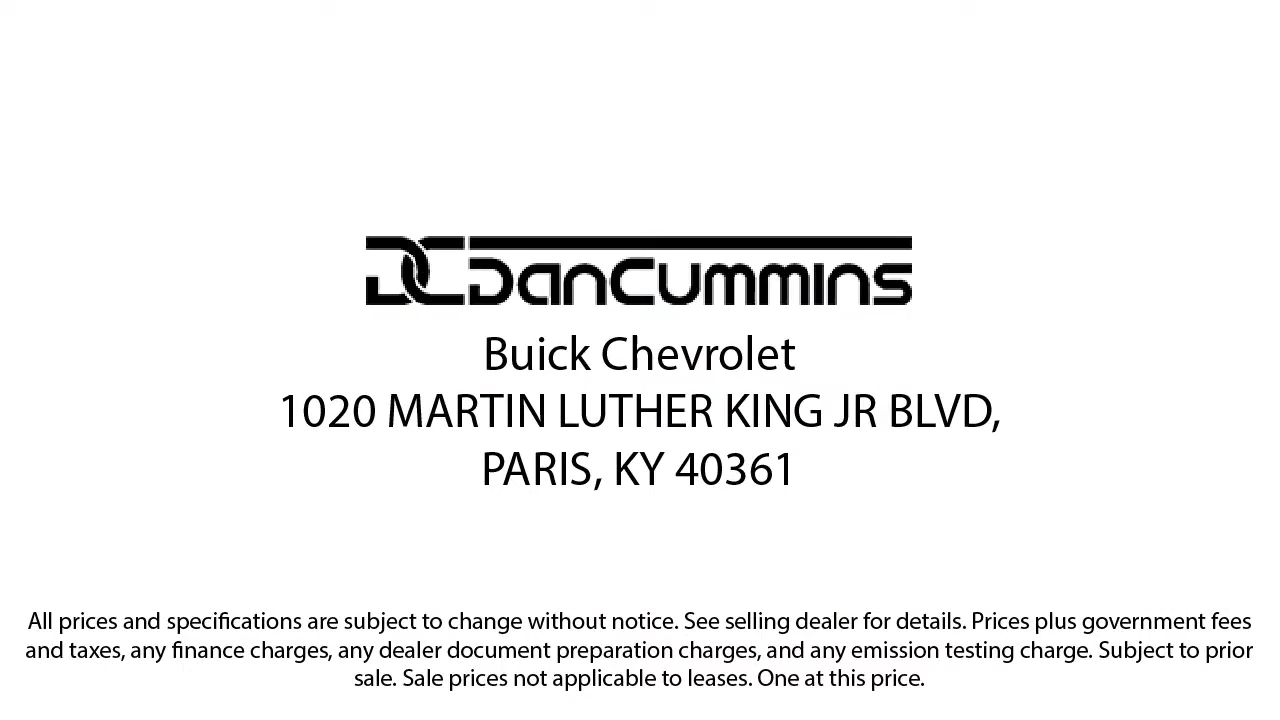 DC DanCummins
Buick Chevrolet
1020 MARTIN LUTHER KING JR BLVD,
PARIS, KY 40361
All prices and specifications are subject to change without notice. See selling dealer for details. Prices plus government fees
and taxes, any finance charges, any dealer document preparation charges, and any emission testing charge. Subject to prior
sale. Sale prices not applicable to leases. One at this price.